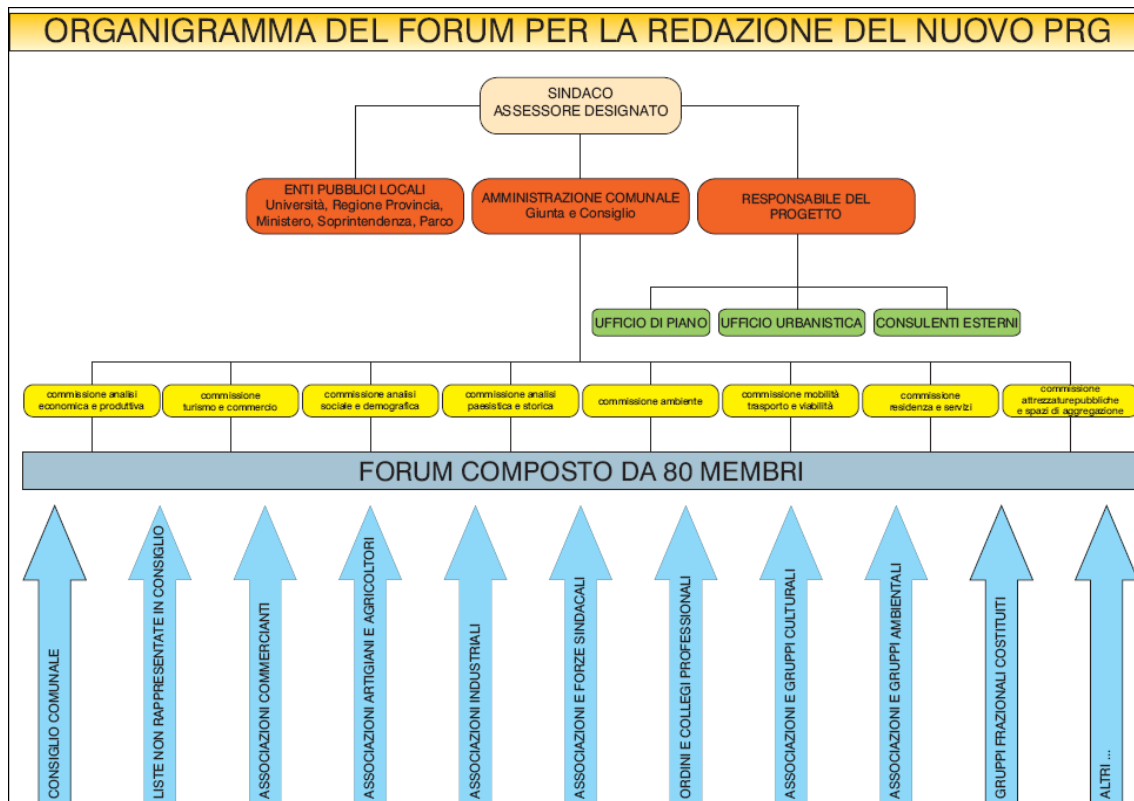 ORGANIGRAMMA DEL FORUM PER LA REDAZIONE DEL NUOVO PRG
SINDACO
ASSESSORE DESIGNATO
ENTI PUBBLICI LOCALI
Università, Regione Provincia,
Ministero, Soprintendenza, Parco
AMMINISTRAZIONE COMUNALE
Giunta e Consiglio
RESPONSABILE DEL
PROGETTO
UFFICIO DI PIANO
UFFICIO URBANISTICA
CONSULENTI ESTERNI
commissione analisi
economica e produttiva
commissione
turismo e commercio
commissione analisi
sociale e demografica
commissione analisi
paesistica e storica
commissione ambiente
commissione mobilità
trasporto e viabilità
commissione
residenza e servizi
commissione
attrezzaturepubbliche
e spazi di aggregazione
FORUM COMPOSTO DA 80 MEMBRI
CONSIGLIO COMUNALE
LISTE NON RAPPRESENTATE IN CONSIGLIO
ASSOCIAZIONI COMMERCIANTI
ASSOCIAZIONI ARTIGIANI E AGRICOLTORI
ASSOCIAZIONI INDUSTRIALI
ASSOCIAZIONI E FORZE SINDACALI
ORDINI E COLLEGI PROFESSIONALI
ASSOCIAZIONI E GRUPPI CULTURALI
ASSOCIAZIONI E GRUPPI AMBIENTALI
GRUPPI FRAZIONALI COSTITUITI
ALTRI ...